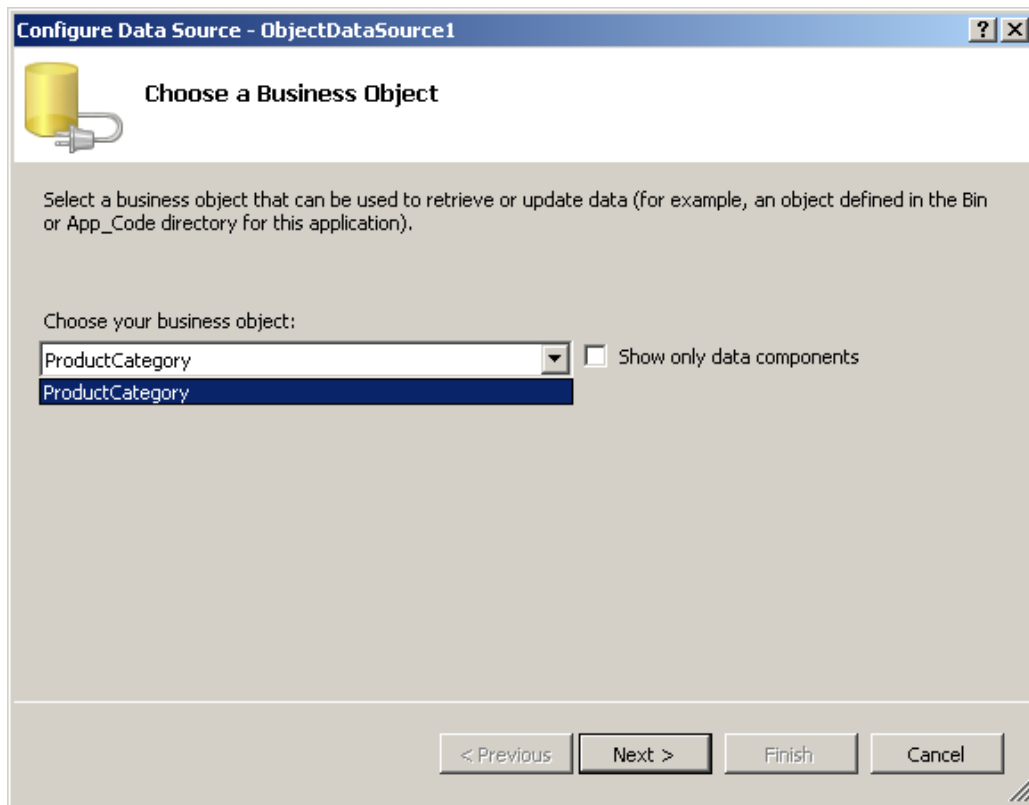 Configure Data Source - ObjectDataSource1
Choose a Business Object
Select a business object that can be used to retrieve or update data (for example, an object defined in the Bin
or App_Code directory for this application).
Choose your business object:
ProductCategory
Show only data components
ProductCategory
< Previous
Next >
Finish
Cancel